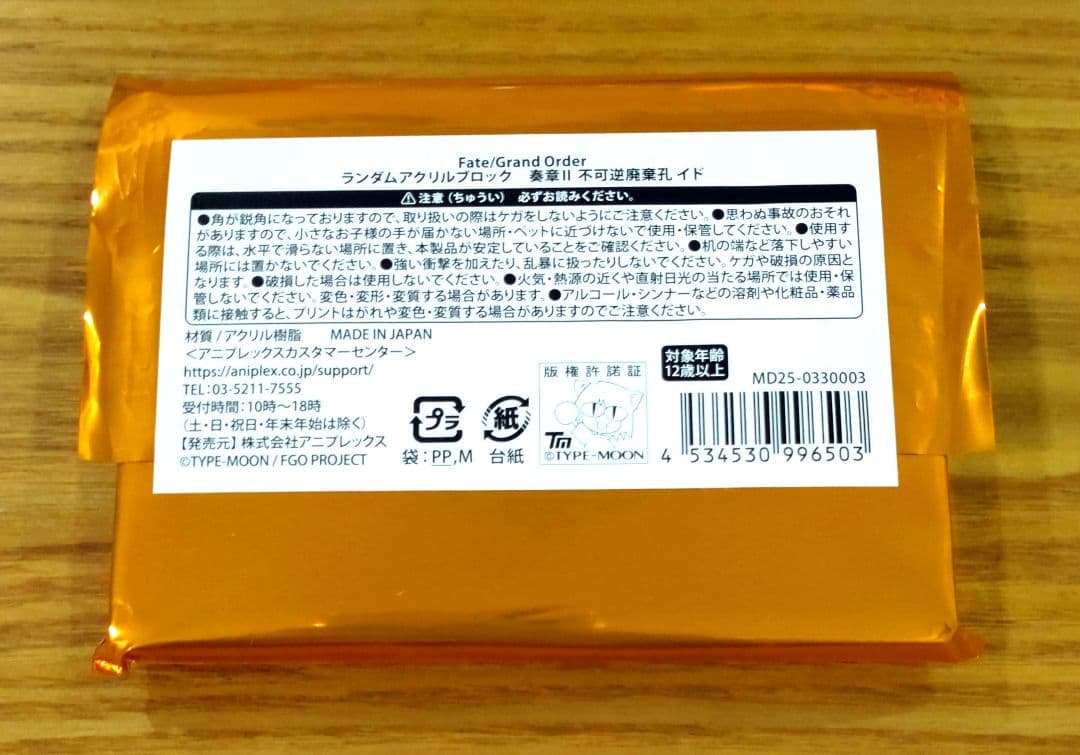 Fate/Grand Order
ランダムアクリルブロック　奏章II 不可逆廃棄孔 イド
⚠注意（ちゅうい）　必ずお読みください。
●角が鋭角になっておりますので、取り扱いの際はケガをしないようにご注意ください。●思わぬ事故のおそれ
がありますので、小さなお子様の手が届かない場所・ペットに近づけないで使用・保管してください。●使用す
る際は、水平で滑らない場所に置き、本製品が安定していることをご確認ください。●机の端など落下しやすい
場所には置かないでください。●強い衝撃を加えたり、乱暴に扱ったりしないでください。ケガや破損の原因と
なります。●破損した場合は使用しないでください。●火気・熱源の近くや直射日光の当たる場所では使用・保
管しないでください。変色・変形・変質する場合があります。●アルコール・シンナーなどの溶剤や化粧品・薬品
類に接触すると、プリントはがれや変色・変質する場合がありますのでご注意ください。
材質 / アクリル樹脂　MADE IN JAPAN
＜アニプレックスカスタマーセンター＞
https://aniplex.co.jp/support/
TEL：03-5211-7555
受付時間：10時～18時
（土・日・祝日・年末年始は除く）
【発売元】株式会社アニプレックス
©TYPE-MOON / FGO PROJECT
プラ
袋：PP,M
紙
台紙
版権許諾証
TM
©TYPE-MOON
対象年齢
12歳以上
MD25-0330003
4 534530 996503